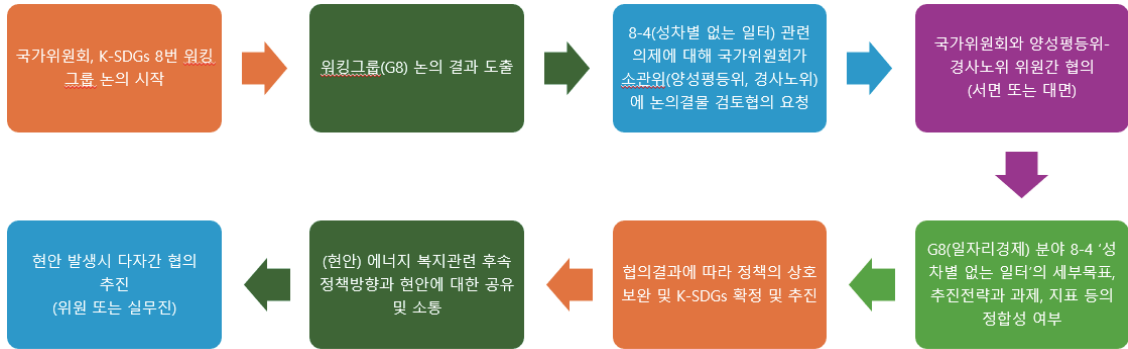 국가위원회, K-SDGs 8번 워킹
그룹 논의 시작
워킹그룹(G8) 논의 결과 도출
8-4(성차별 없는 일터) 관련
의제에 대해 국가위원회가
소관위(양성평등위, 경사노위)
에 논의결물 검토협의 요청
국가위원회와 양성평등위-
경사노위 위원간 협의
(서면 또는 대면)
G8(일자리경제) 분야 8-4 ‘성
차별 없는 일터’의 세부목표,
추진전략과 과제, 지표 등의
정합성 여부
협의결과에 따라 정책의 상호
보완 및 K-SDGs 확정 및 추진
(현안) 에너지 복지관련 후속
정책방향과 현안에 대한 공유
및 소통
현안 발생시 다자간 협의
추진
(위원 또는 실무진)